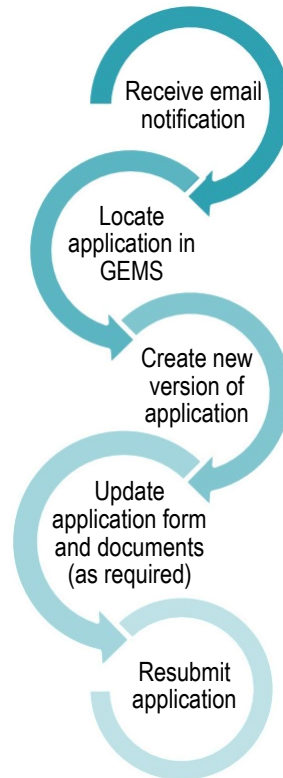 Receive email
notification
Locate
application in
GEMS
Create new
version of
application
Update
application form
and documents
(as required)
Resubmit
application